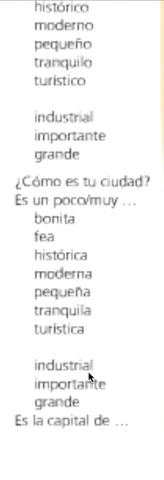 histórico
moderno
pequeño
tranquilo
turístico
industrial
importante
grande
¿Cómo es tu ciudad?
Es un poco/muy ...
bonita
fea
histórica
moderna
pequeña
tranquila
turística
industrial
importante
grande
Es la capital de ...